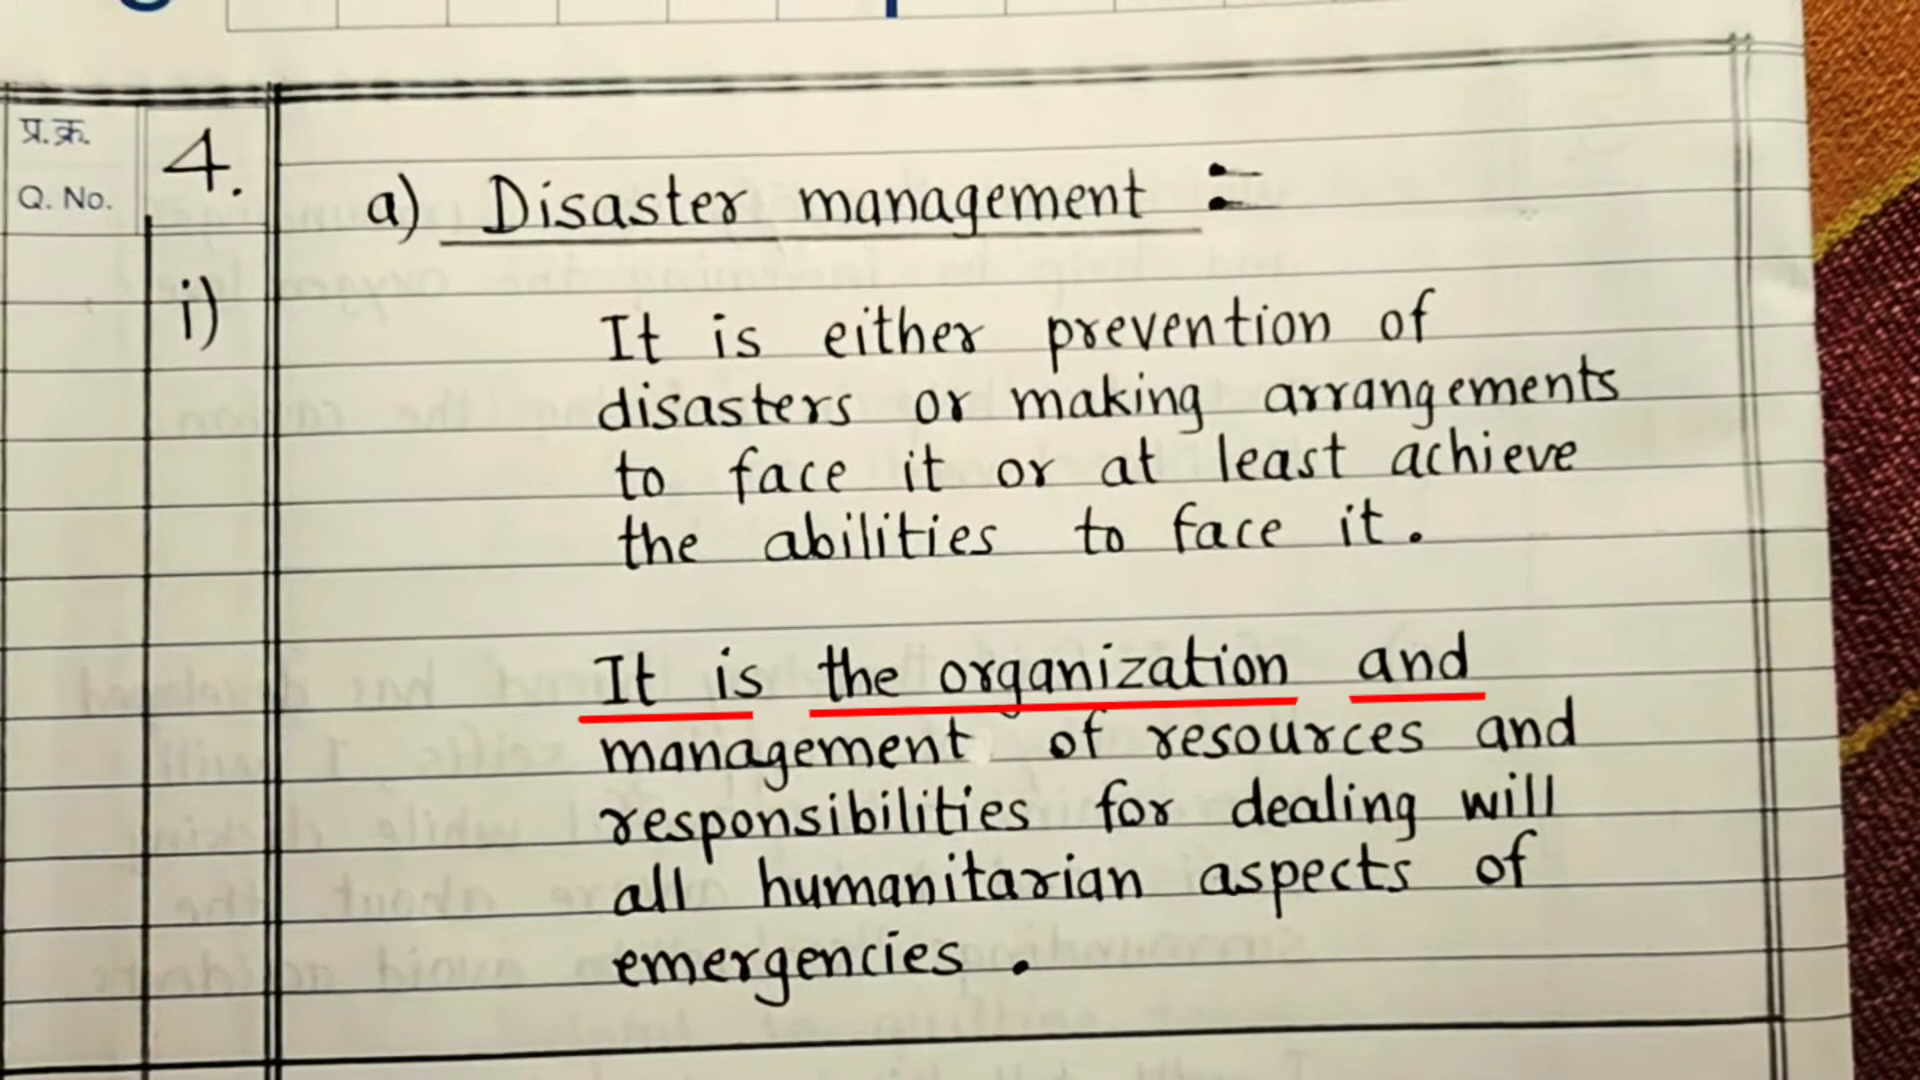 प्र.क्र.
Q. No.
4.
a) Disaster management :-
i)
It is either prevention of
disasters or making arrangements
to face it or at least achieve
the abilities to face it.
It is the organization and
management of resources and
responsibilities for dealing will
all humanitarian aspects of
emergencies .